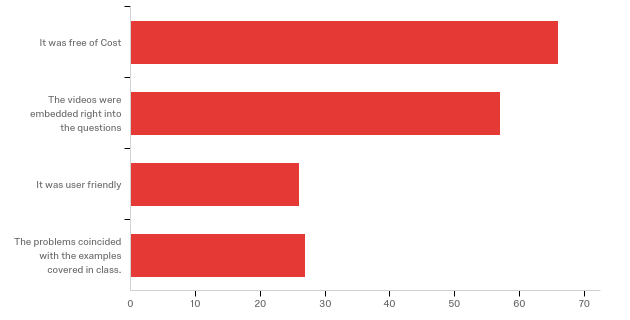 It was free of Cost
The videos were
embedded right into
the questions
It was user friendly
The problems coincided
with the examples
covered in class.
0 10 20 30 40 50 60 70